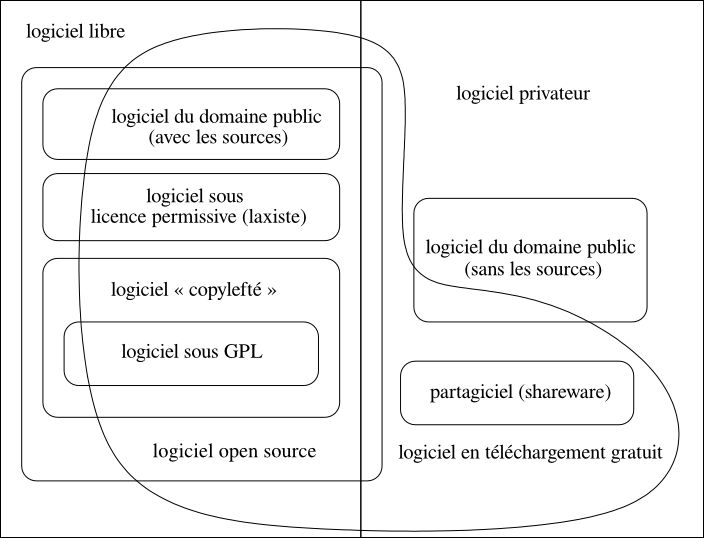 logiciel libre
logiciel du domaine public
(avec les sources)
logiciel sous
licence permissive (laxiste)
logiciel « copylefté »
logiciel sous GPL
logiciel open source
logiciel privateur
logiciel du domaine public
(sans les sources)
partagiciel (shareware)
logiciel en téléchargement gratuit